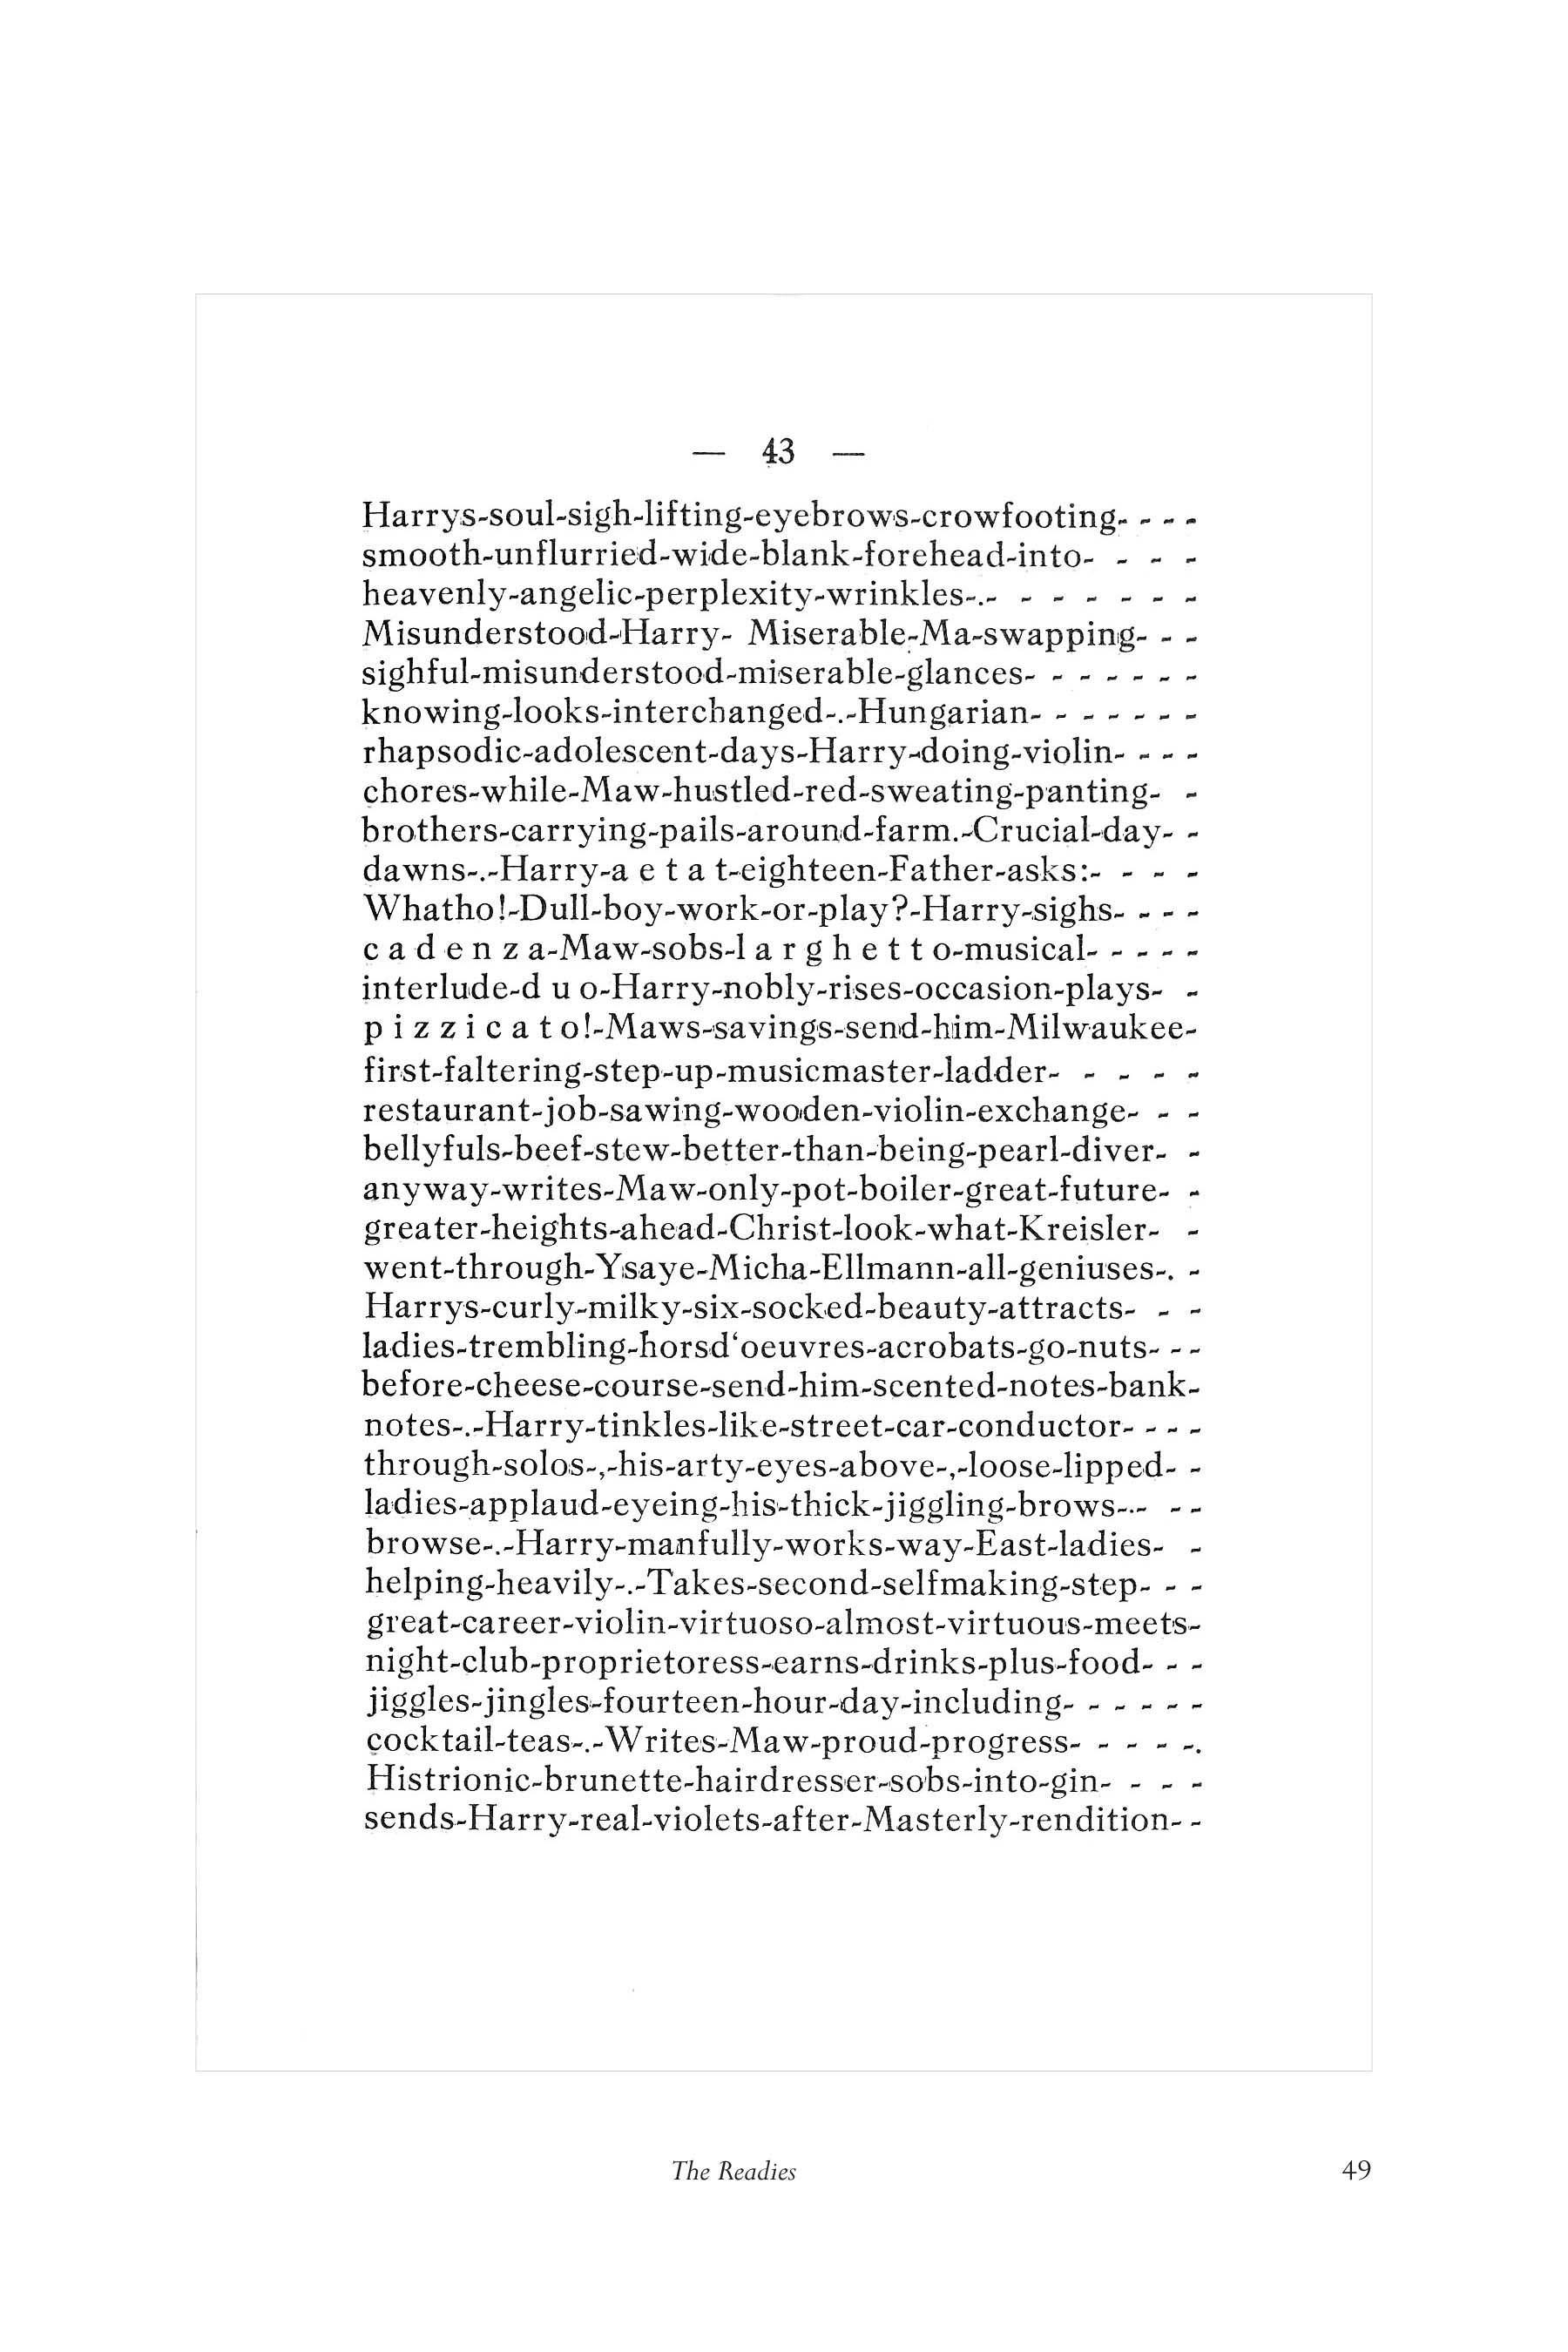 — 43 —
Harrys-soul-sigh-lifting-eyebrows-crowfooting- - - -
smooth-unflurried-wide-blank-forehead-into- - - -
heavenly-angelic-perplexity-wrinkles-.- - - - - - -
Misunderstood-Harry- Miserable-Ma-swapping- - -
sighful-misunderstood-miserable-glances- - - - - - -
knowing-looks-interchanged-.-Hungarian- - - - - - -
rhapsodic-adolescent-days-Harry-doing-violin- - - -
chores-while-Maw-hustled-red-sweating-panting- -
brothers-carrying-pails-around-farm.-Crucial-day- -
dawns-.-Harry-a e t a t-eighteen-Father-asks:- - - -
Whatho!-Dull-boy-work-or-play?-Harry-sighs- - - -
c a d e n z a-Maw-sobs-l a r g h e t t o-musical- - - - -
interlude-d u o-Harry-nobly-rises-occasion-plays- -
p i z z i c a t o!-Maws-savings-send-him-Milwaukee-
first-faltering-step-up-musicmaster-ladder- - - - -
restaurant-job-sawing-wooden-violin-exchange- - -
bellyfuls-beef-stew-better-than-being-pearl-diver- -
anyway-writes-Maw-only-pot-boiler-great-future- -
greater-heights-ahead-Christ-look-what-Kreisler- -
went-through-Ysaye-Micha-Ellmann-all-geniuses-. -
Harrys-curly-milky-six-socked-beauty-attracts- - -
ladies-trembling-horsd‘oeuvres-acrobats-go-nuts- - -
before-cheese-course-send-him-scented-notes-bank-
notes-.-Harry-tinkles-like-street-car-conductor- - - -
through-solos-,-his-arty-eyes-above-,-loose-lipped- -
ladies-applaud-eyeing-his-thick-jiggling-brows-.- - -
browse-.-Harry-manfully-works-way-East-ladies- -
helping-heavily-.-Takes-second-selfmaking-step- - -
great-career-violin-virtuoso-almost-virtuous-meets-
night-club-proprietoress-earns-drinks-plus-food- - -
jiggles-jingles-fourteen-hour-day-including- - - - - -
cocktail-teas-.-Writes-Maw-proud-progress- - - - -.
Histrionic-brunette-hairdresser-sobs-into-gin- - - -
sends-Harry-real-violets-after-Masterly-rendition- -
The Readies 49